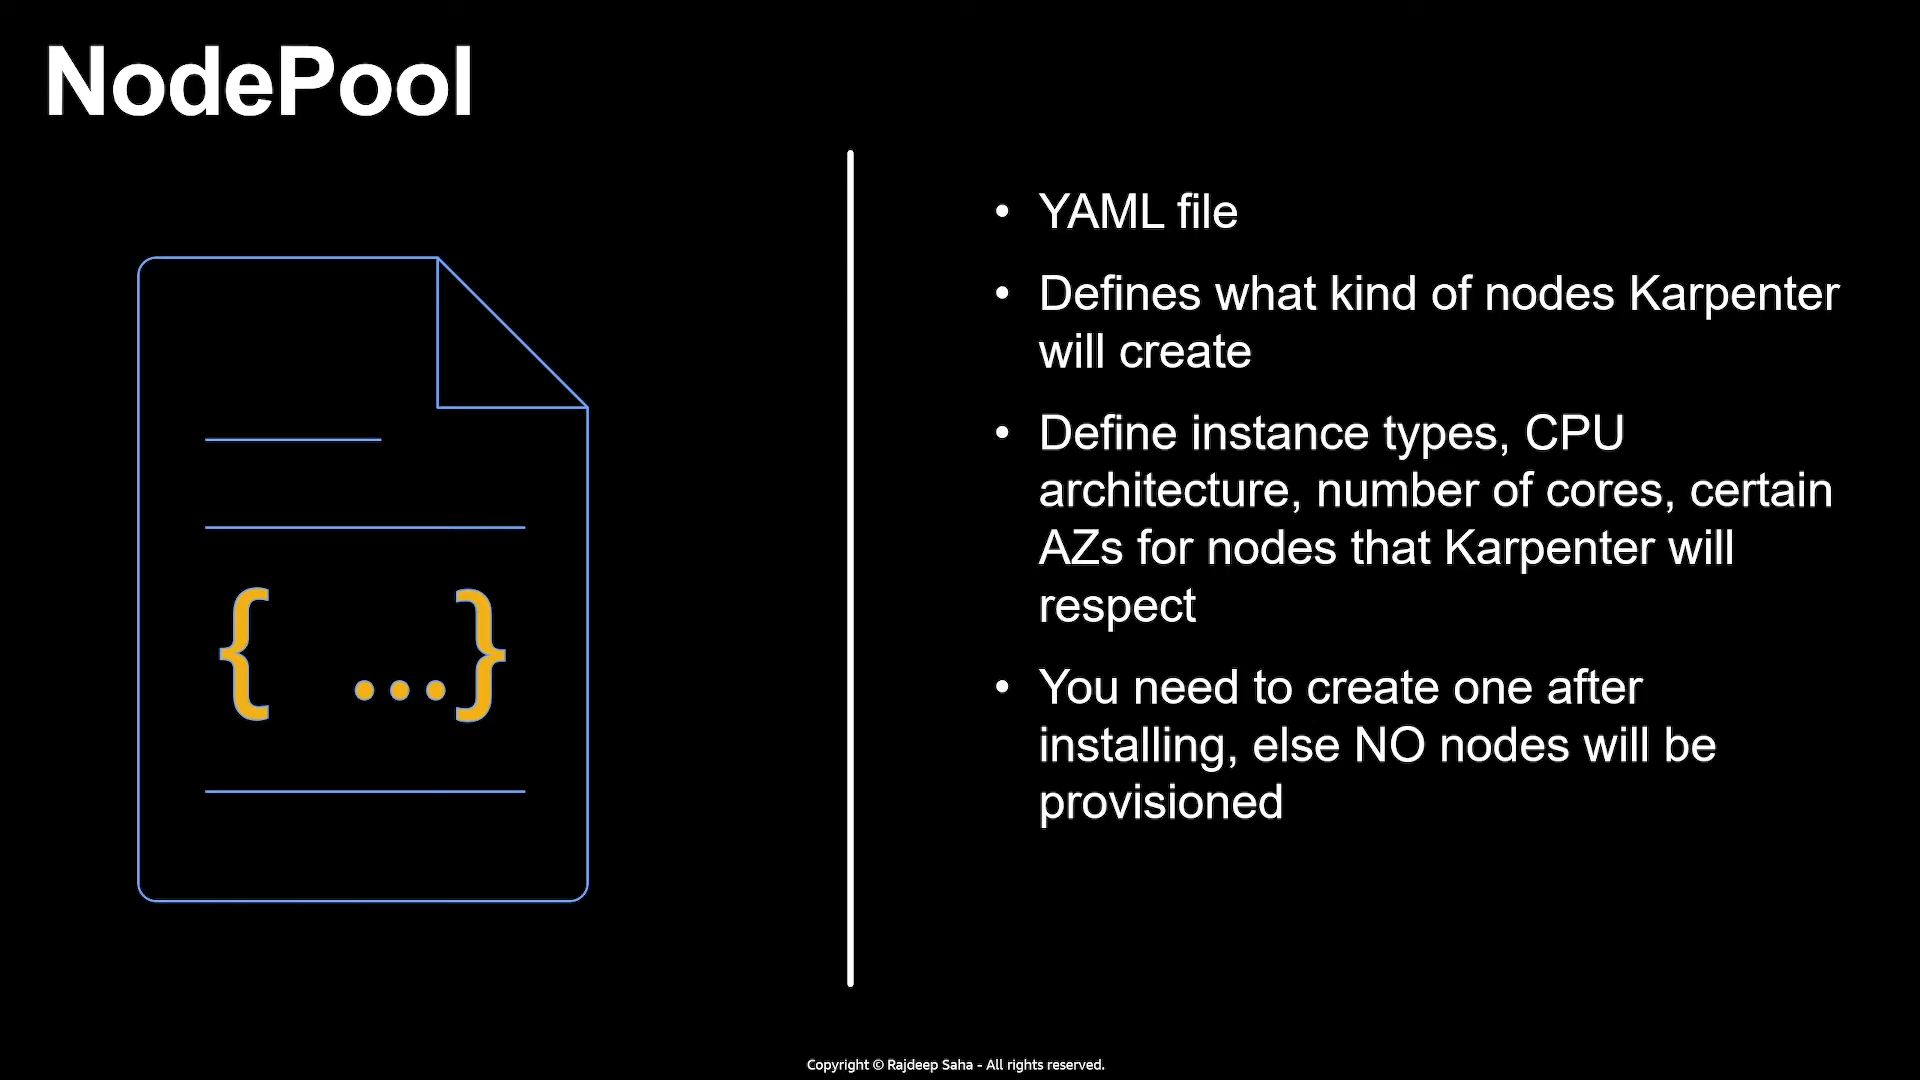 NodePool
• YAML file
• Defines what kind of nodes Karpenter
will create
• Define instance types, CPU
architecture, number of cores, certain
AZs for nodes that Karpenter will
respect
• You need to create one after
installing, else NO nodes will be
provisioned
{ ...}
Copyright © Rajdeep Saha - All rights reserved.